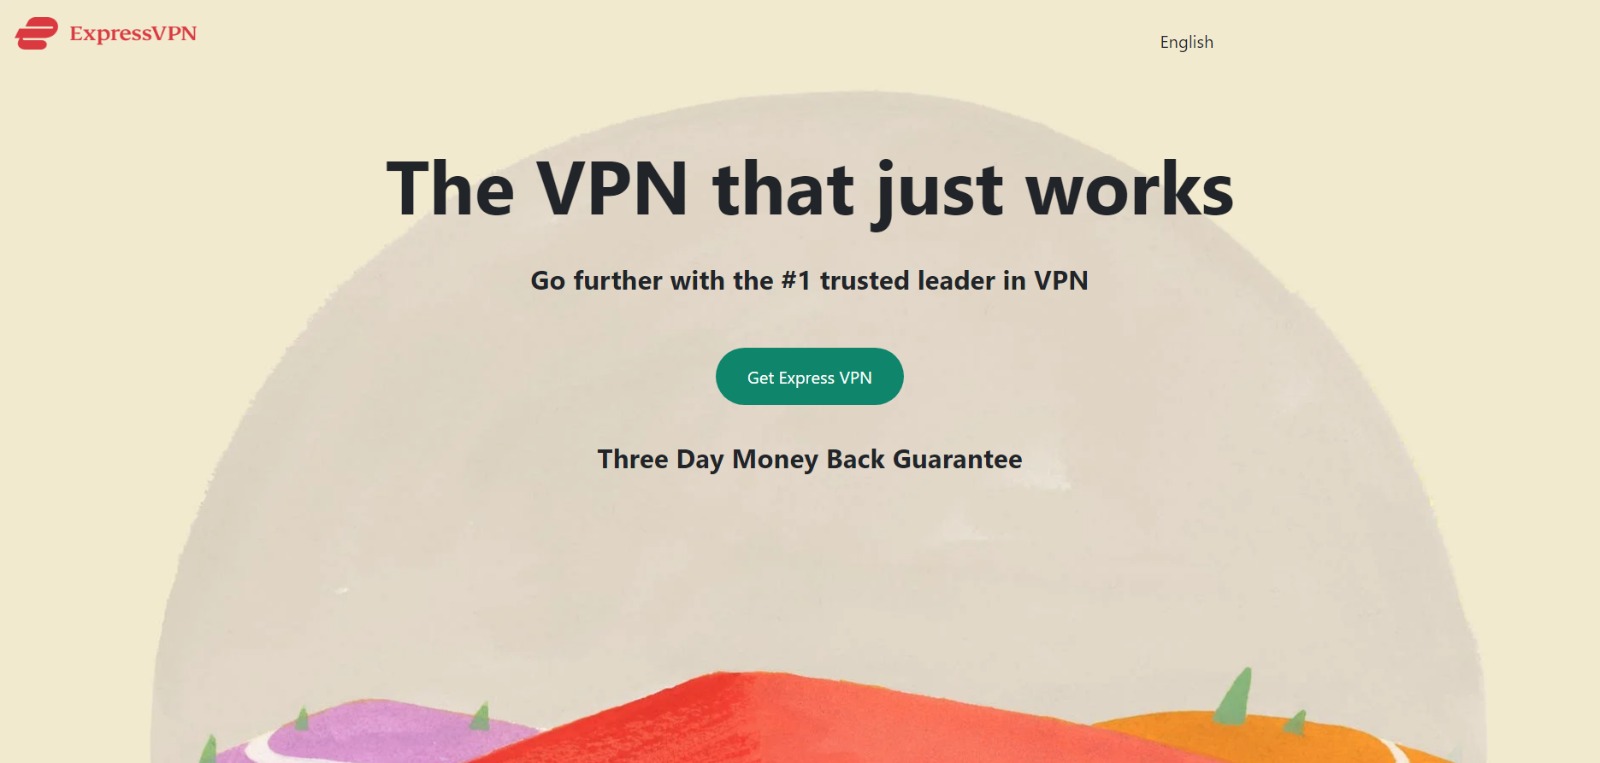 ExpressVPN
English
The VPN that just works
Go further with the #1 trusted leader in VPN
Get Express VPN
Three Day Money Back Guarantee